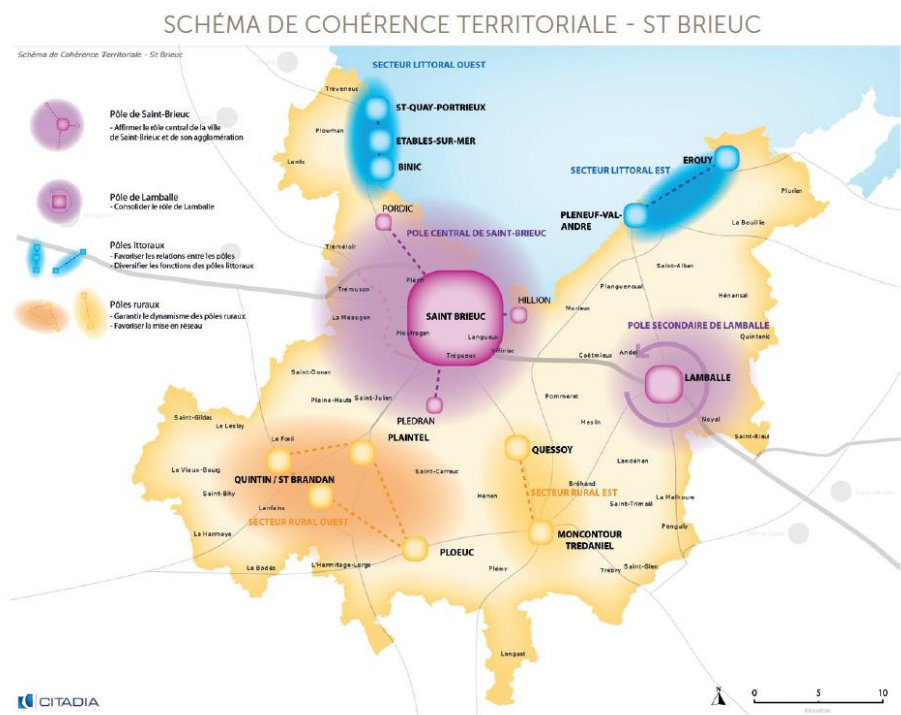 SCHÉMA DE COHÉRENCE TERRITORIALE - ST BRIEUC
Schéma de Cohérence Territoriale - St Brieuc
Pôle de Saint-Brieuc
- Affirmer le rôle central de la ville
de Saint-Brieuc et de son agglomération
Pôle de Lamballe
- Consolider le rôle de Lamballe
Pôles littoraux
- Favoriser les relations entre les pôles
- Diversifier les fonctions des pôles littoraux
Pôles ruraux
- Garantir le dynamisme des pôles ruraux
- Favoriser la mise en réseau
SECTEUR LITTORAL OUEST
Tréveneuc
ST-QUAY-PORTRIEUX
Plourhan
ETABLES-SUR-MER
Lantic
BINIC
ERQUY
SECTEUR LITTORAL EST
Plurien
PORDIC
PLENEUF-VAL-
ANDRE
La Bouillie
POLE CENTRAL DE SAINT-BRIEUC
Trémeloir
Saint-Alban
Plérin
Trémuson
Planguenoual
Hénansal
HILLION
Morieux
SAINT BRIEUC
La Méaugon
POLE SECONDAIRE DE LAMBALLE
Ploufragan
Langueux
Quintenic
Yffiniac
Trégueux
Coëtmieux
Andel
Saint-Donan
LAMBALLE
Plaine-Haute
Saint-Julien
Pommeret
PLEDRAN
Saint-Gildas
Le Leslay
Meslin
Noyal
Saint-Rieul
Le Fœil
PLAINTEL
QUESSOY
Landéhen
Le Vieux-Bourg
Saint-Carreuc
QUINTIN / ST BRANDAN
Bréhand
Saint-Bihy
SECTEUR RURAL EST
Hénon
La Malhoure
Saint-Trimoël
Lanfains
SECTEUR RURAL OUEST
Penguily
La Harmoye
MONCONTOUR
TREDANIEL
PLOEUC
L'Hermitage-Lorge
La Bodéo
Plémy
Trébry
Saint-Glen
Langast
CITADIA
N
0
5
10
Kilomètres